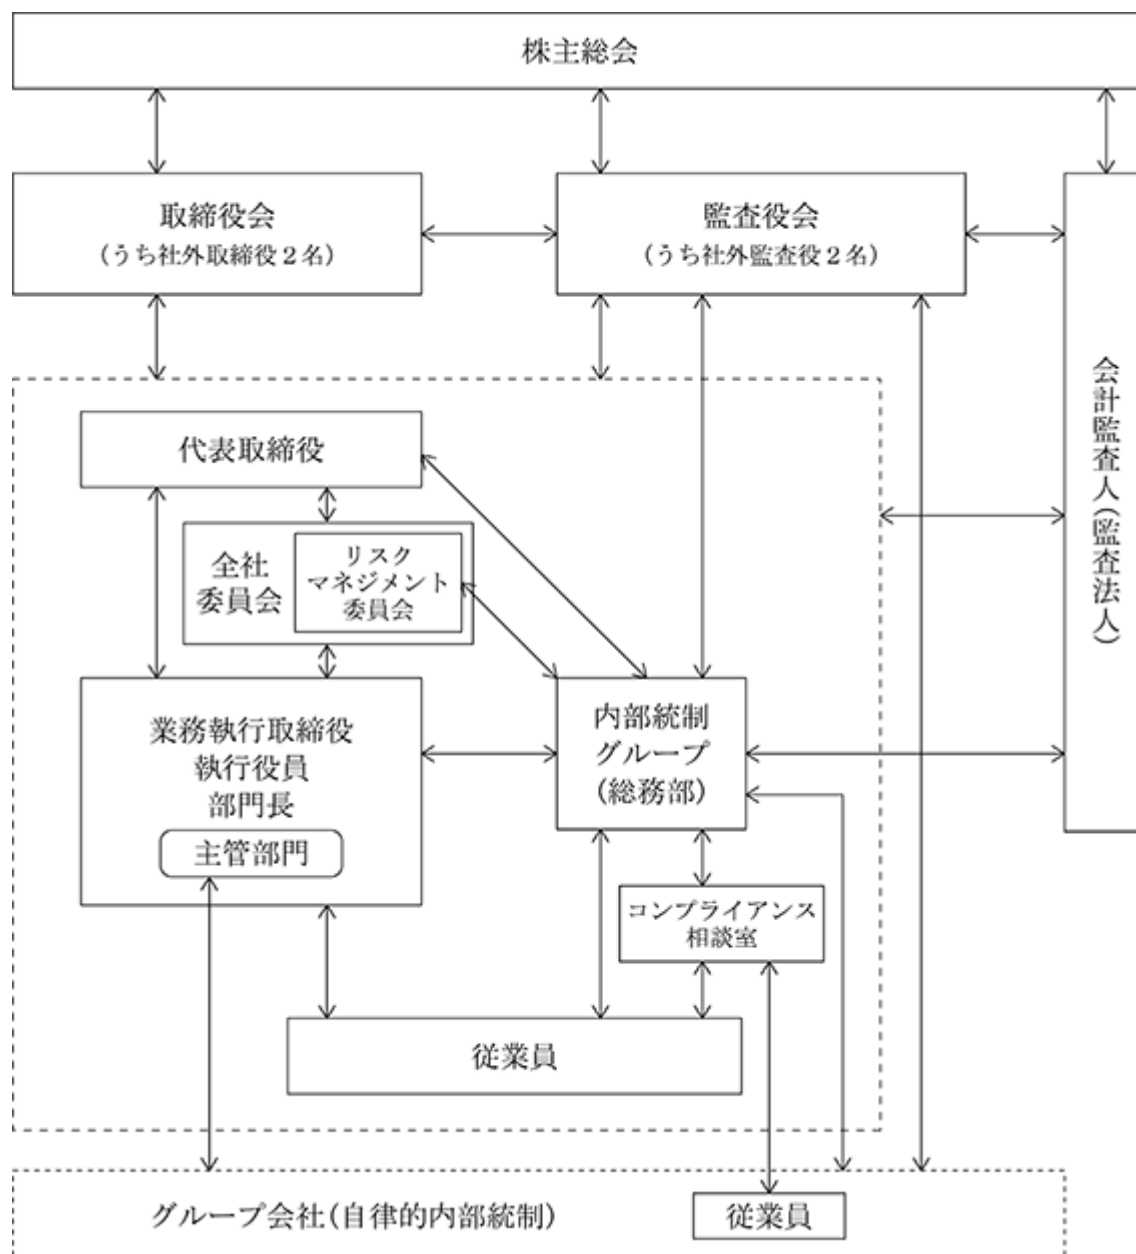 株主総会
取締役会
(うち社外取締役2名)
監査役会
(うち社外監査役2名)
会計監査人(監査法人)
代表取締役
全社
委員会
リスク
マネジメント
委員会
業務執行取締役
執行役員
部門長
主管部門
内部統制
グループ
(総務部)
コンプライアンス
相談室
従業員
グループ会社(自律的内部統制)
従業員